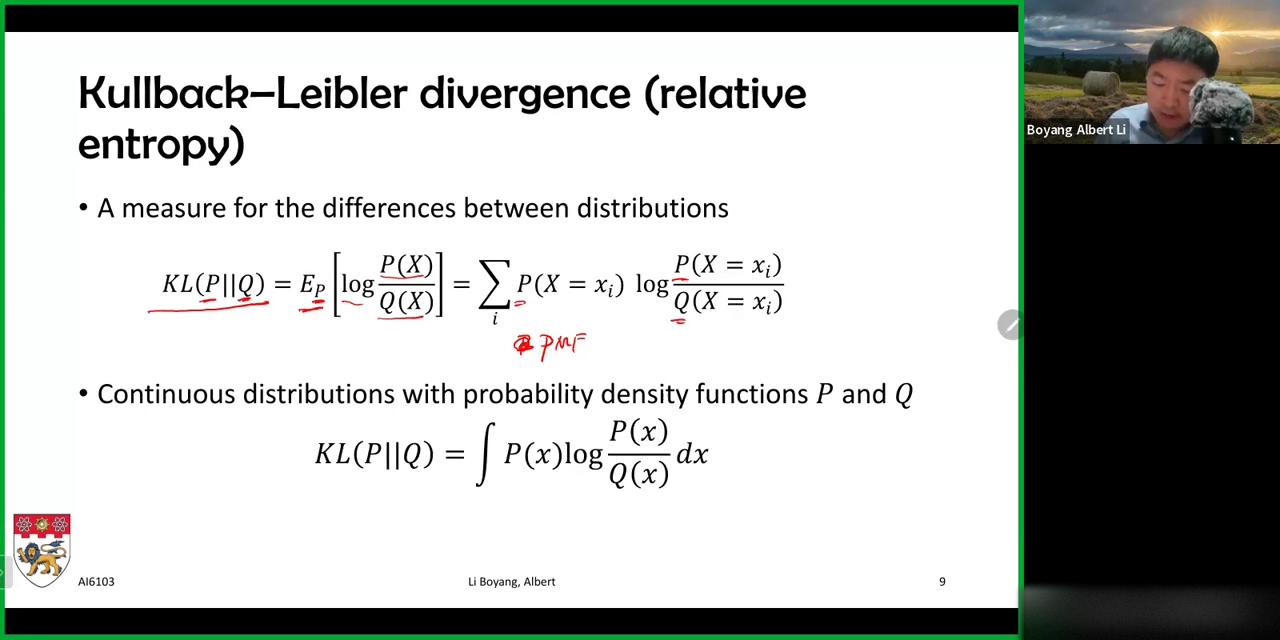 Kullback–Leibler divergence (relative
entropy)
• A measure for the differences between distributions
KL(P||Q) = E_P [log P(X)/Q(X)] = ∑_i P(X = x_i) log P(X = x_i)/Q(X = x_i)
PMF
• Continuous distributions with probability density functions P and Q
KL(P||Q) = ∫ P(x)log P(x)/Q(x) dx
AI6103
Li Boyang, Albert
9
Boyang Albert Li